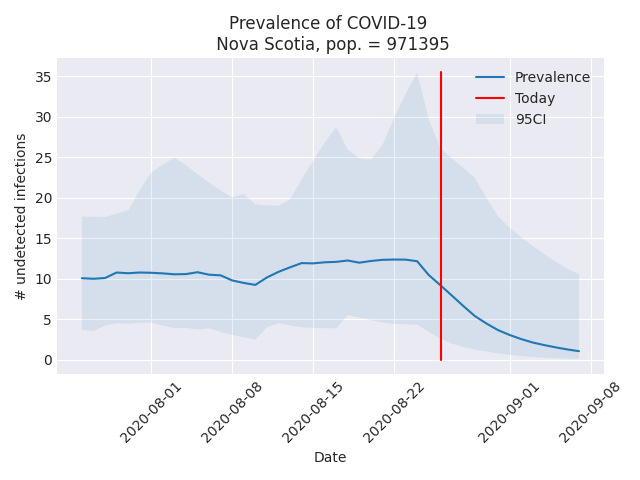 Prevalence of COVID-19
Nova Scotia, pop. = 971395
Prevalence
Today
95CI
# undetected infections
35
30
25
20
15
10
5
0
2020-08-01
2020-08-08
2020-08-15
2020-08-22
2020-09-01
2020-09-08
Date